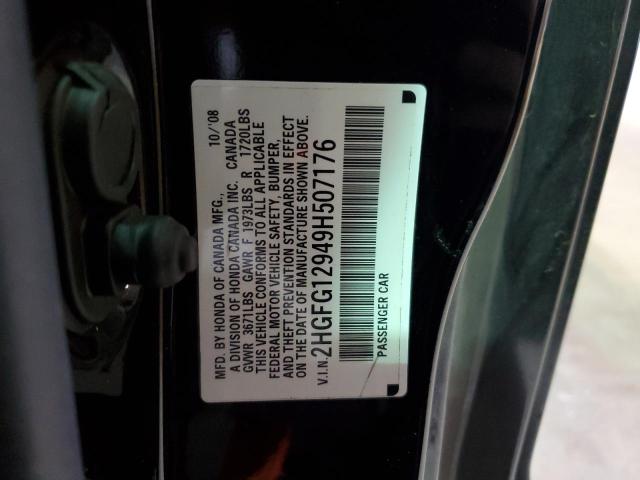 MFD. BY HONDA OF CANADA MFG., 10/'08
A DIVISION OF HONDA CANADA INC. CANADA
GVWR 3671LBS GAWR F 1973LBS R 1720LBS
THIS VEHICLE CONFORMS TO ALL APPLICABLE
FEDERAL MOTOR VEHICLE SAFETY, BUMPER,
AND THEFT PREVENTION STANDARDS IN EFFECT
ON THE DATE OF MANUFACTURE SHOWN ABOVE.
V.I.N. 2HGFG12949H507176
PASSENGER CAR